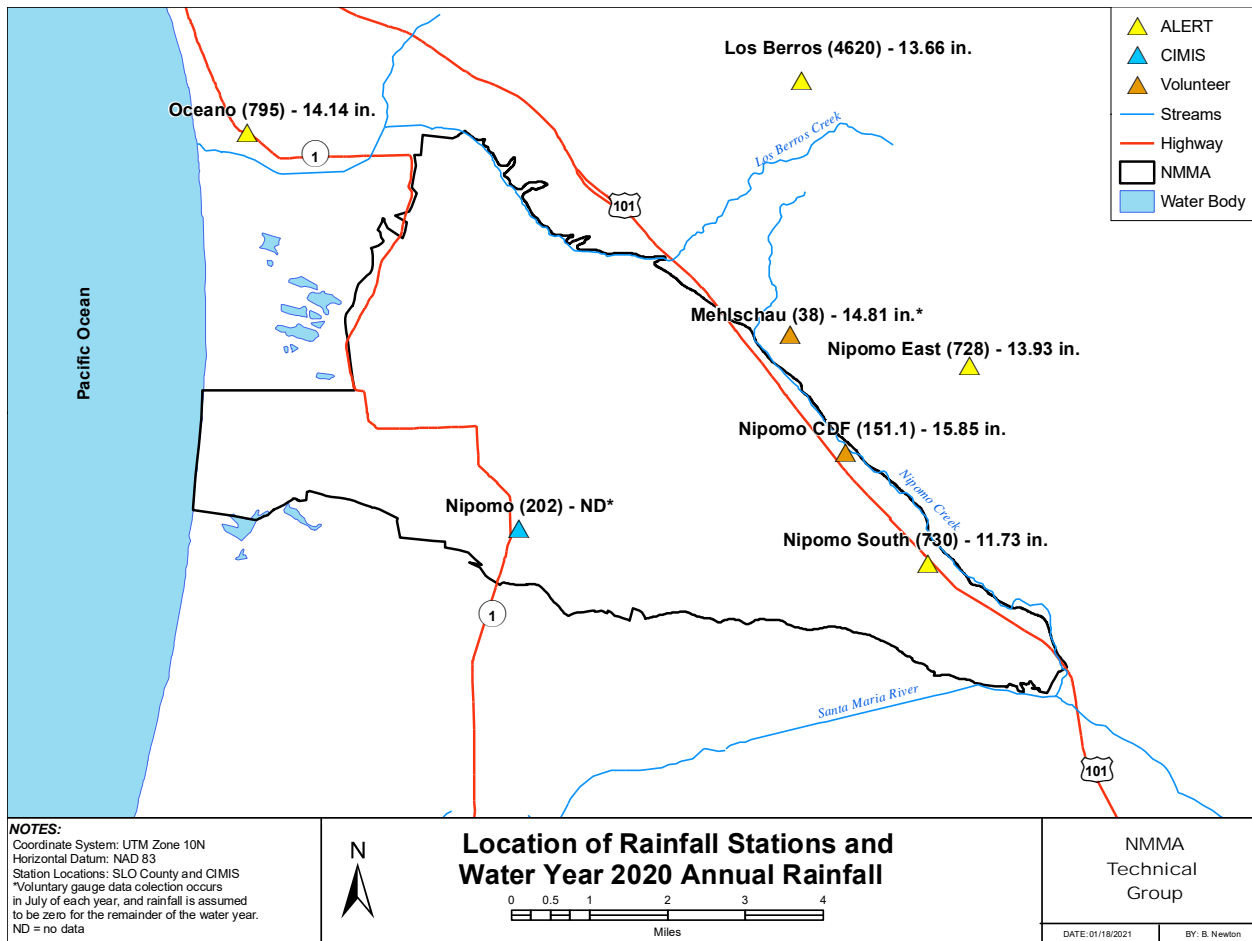 Los Berros (4620) - 13.66 in.
Oceano (795) - 14.14 in.
1
Los Berros Creek
101
Pacific Ocean
Mehlschau (38) - 14.81 in.*
Nipomo East (728) - 13.93 in.
Nipomo CDF (151.1) - 15.85 in.
Nipomo Creek
Nipomo (202) - ND*
Nipomo South (730) - 11.73 in.
1
Santa Maria River
101
ALERT
CIMIS
Volunteer
Streams
Highway
NMMA
Water Body
NOTES:
Coordinate System: UTM Zone 10N
Horizontal Datum: NAD 83
Station Locations: SLO County and CIMIS
*Voluntary gauge data colection occurs
in July of each year, and rainfall is assumed
to be zero for the remainder of the water year.
ND = no data
N
Location of Rainfall Stations and
Water Year 2020 Annual Rainfall
0 0.5 1 2 3 4
Miles
NMMA
Technical
Group
DATE: 01/18/2021
BY: B. Newton